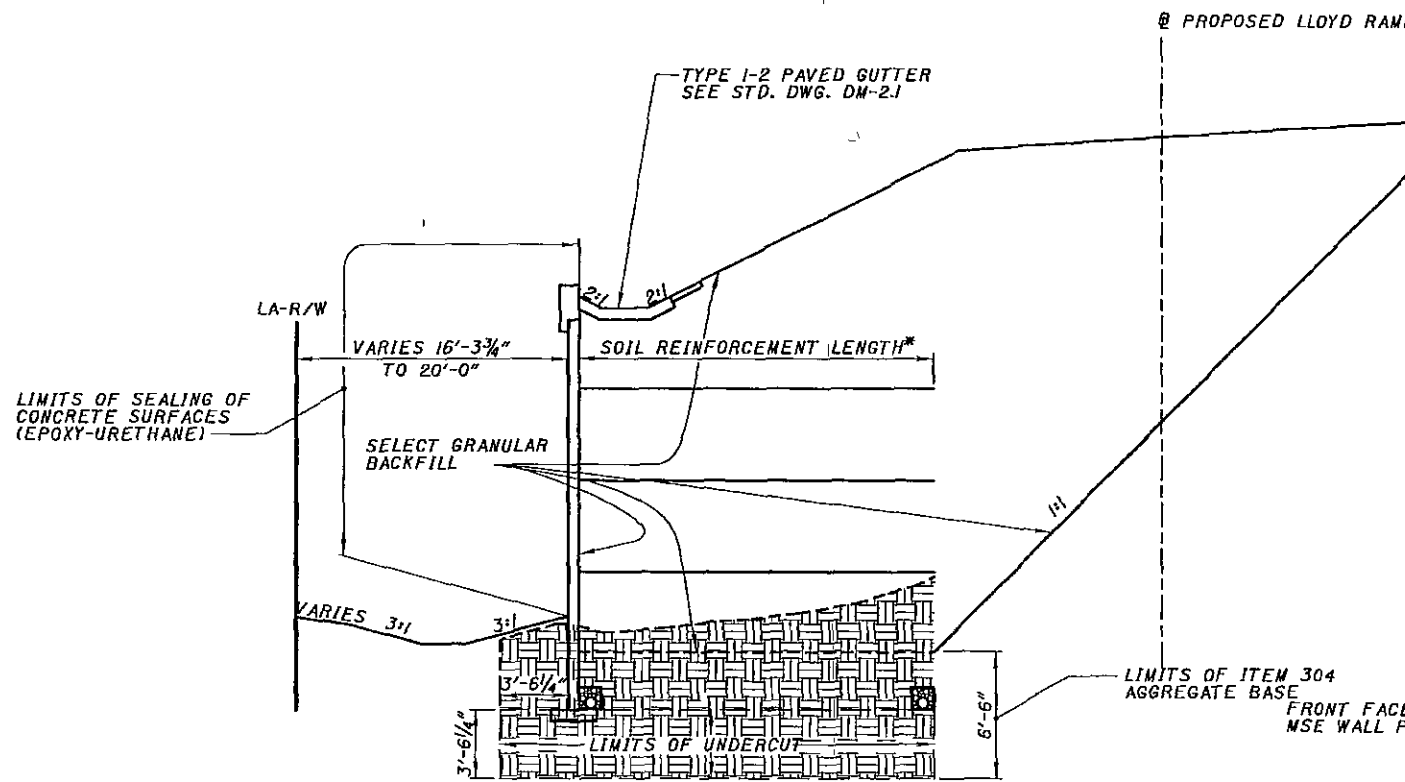 PROPOSED LLOYD RAM
TYPE 1-2 PAVED GUTTER
SEE STD. DWG. DM-2.1
2:1
2:1
LA-R/W
VARIES 16'-3¾"
TO 20'-0"
SOIL REINFORCEMENT LENGTH*
LIMITS OF SEALING OF
CONCRETE SURFACES
(EPOXY-URETHANE)
SELECT GRANULAR
BACKFILL
1:1
VARIES 3:1
3:1
3'-6¼"
3'-6¼"
LIMITS OF UNDERCUT
6'-6"
LIMITS OF ITEM 304
AGGREGATE BASE
FRONT FACE
MSE WALL P